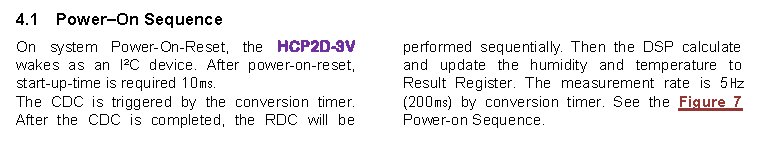 4.1 Power–On Sequence
On system Power-On-Reset, the HCP2D-3V
wakes as an I²C device. After power-on-reset,
start-up-time is required 10ms.
The CDC is triggered by the conversion timer.
After the CDC is completed, the RDC will be
performed sequentially. Then the DSP calculate
and update the humidity and temperature to
Result Register. The measurement rate is 5Hz
(200ms) by conversion timer. See the Figure 7
Power-on Sequence.